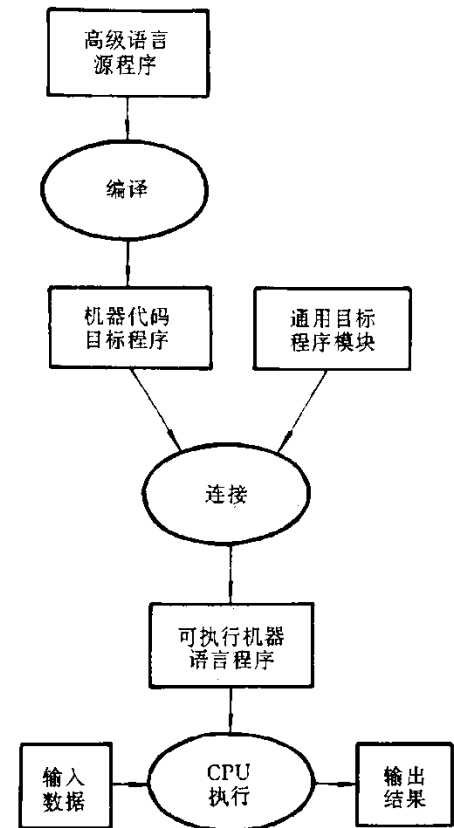 高级语言
源程序
编译
机器代码
目标程序
通用目标
程序模块
连接
可执行机器
语言程序
输入
数据
CPU
执行
输出
结果